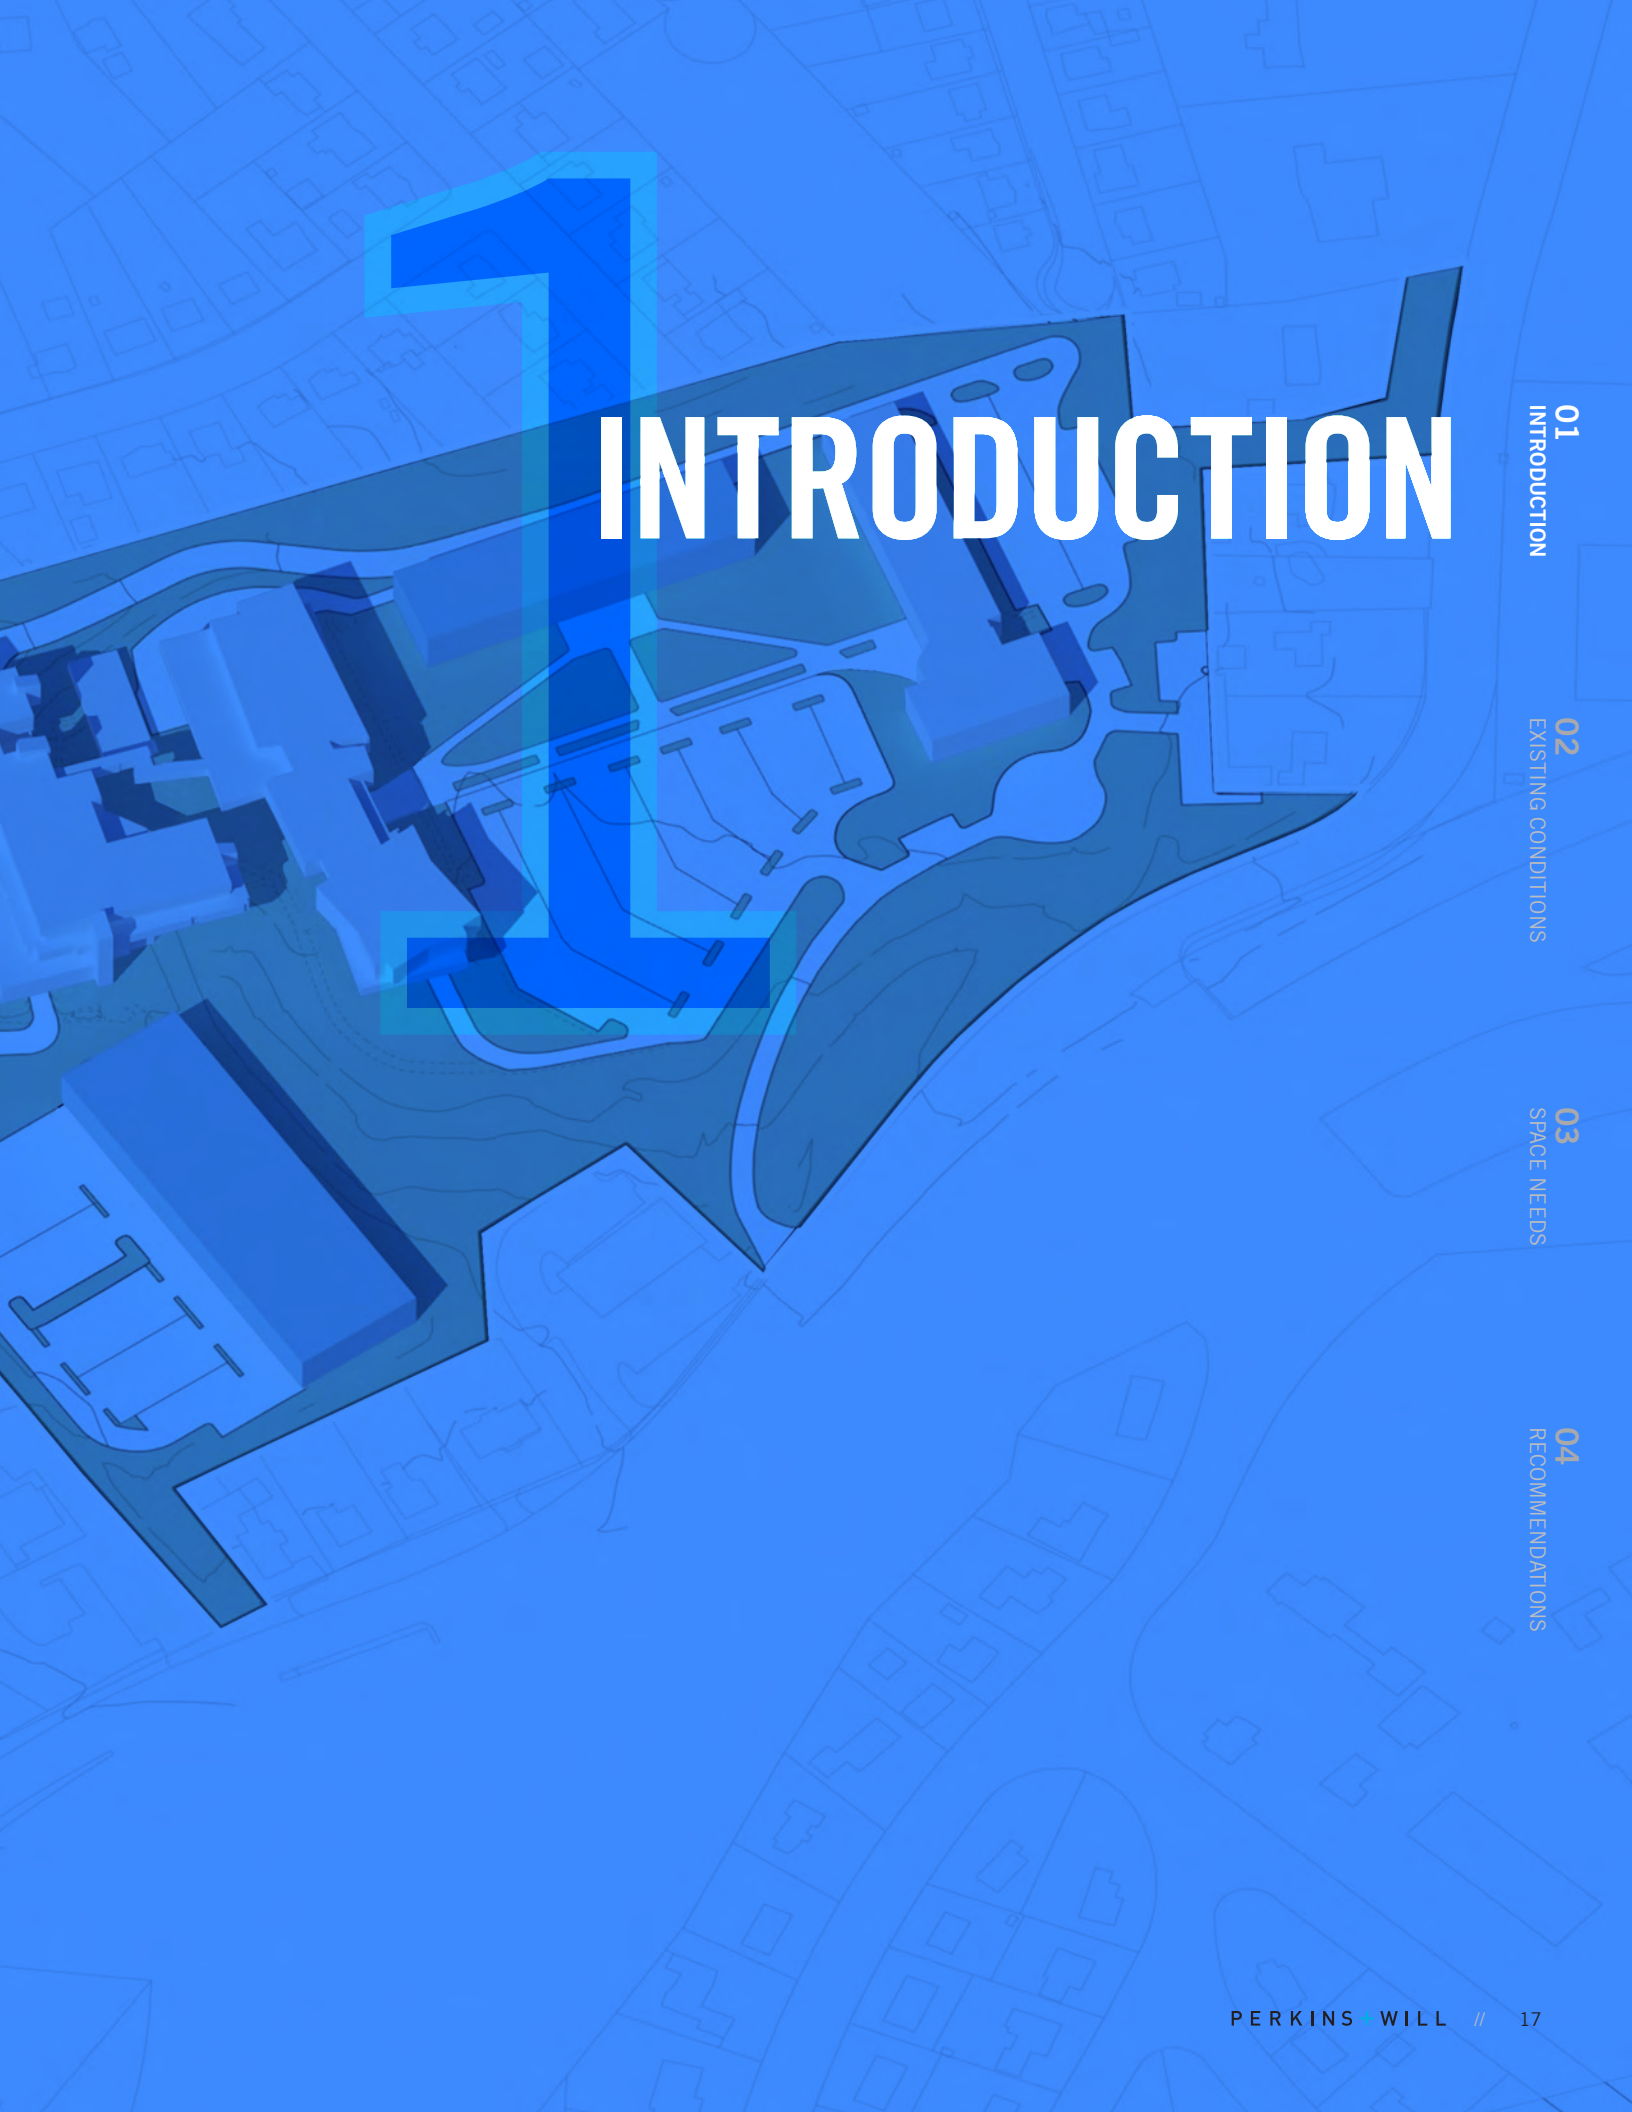 1
INTRODUCTION
01
INTRODUCTION
02
EXISTING CONDITIONS
03
SPACE NEEDS
04
RECOMMENDATIONS
PERKINS+WILL // 17